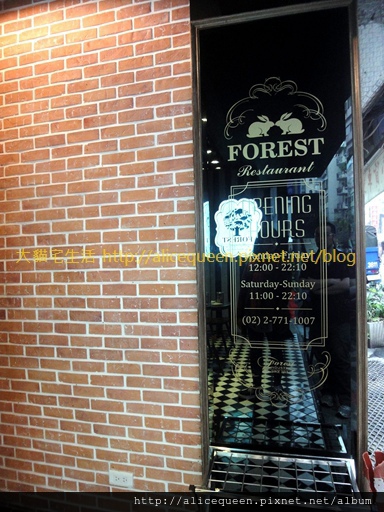 FOREST
Restaurant
OPENING
HOURS
12:00 - 22:10
Saturday-Sunday
11:00 - 22:10
(02) 2-771-1007
Forest
大貓宅生活 http://alicequeen.pixnet.net/blog
http://alicequeen.pixnet.net/album